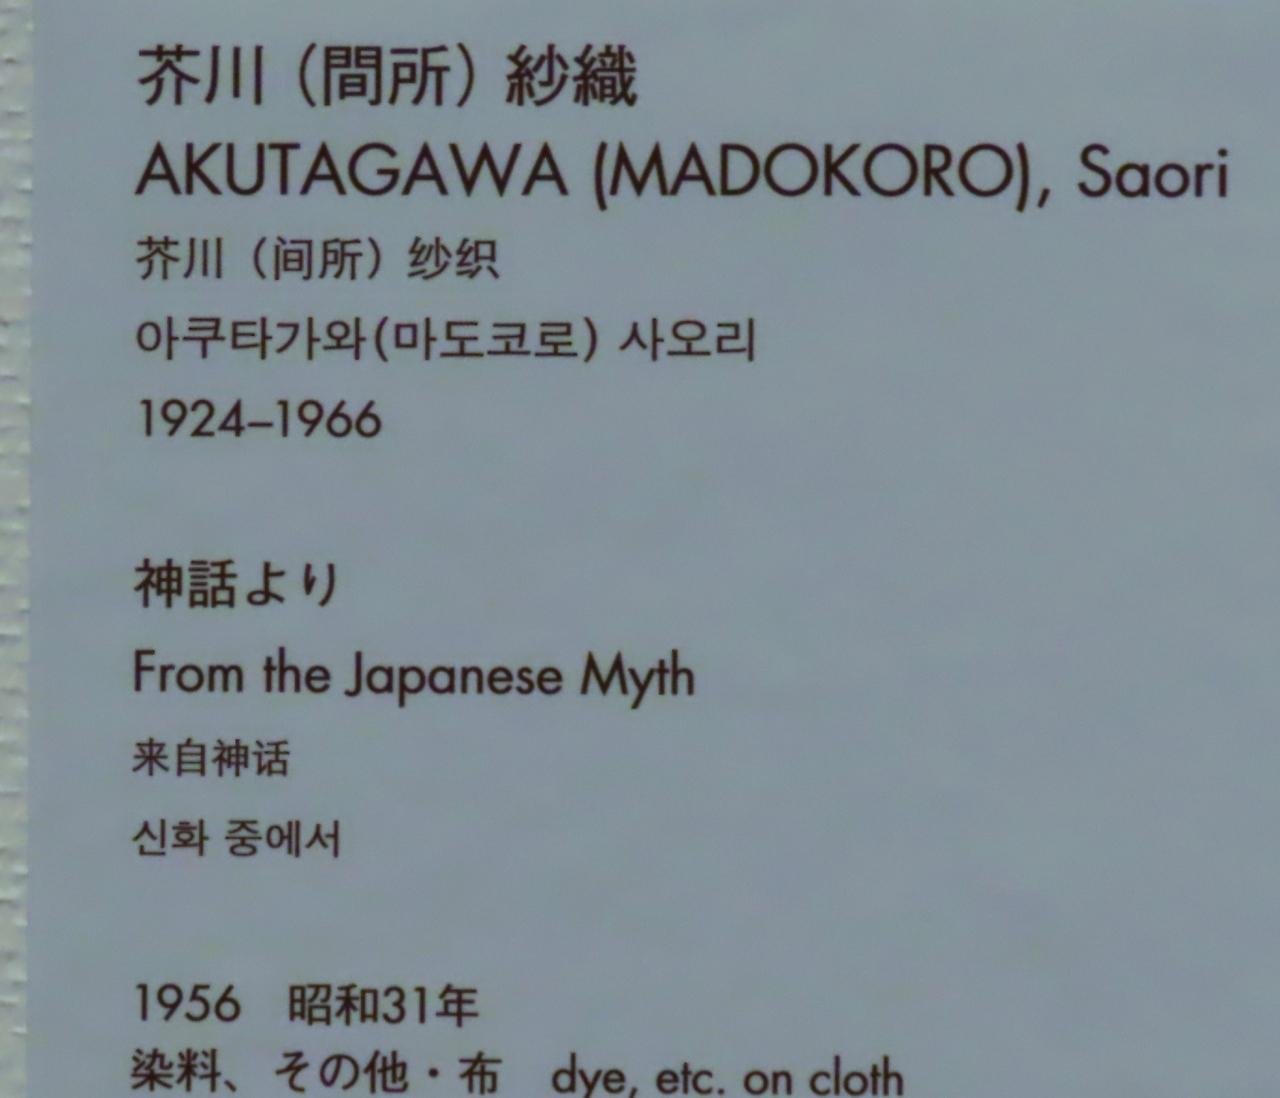 芥川（間所）紗織
AKUTAGAWA (MADOKORO), Saori
芥川（间所）纱织
아쿠타가와(마도코로) 사오리
1924–1966
神話より
From the Japanese Myth
来自神话
신화 중에서
1956　昭和31年
染料、その他・布　dye, etc. on cloth